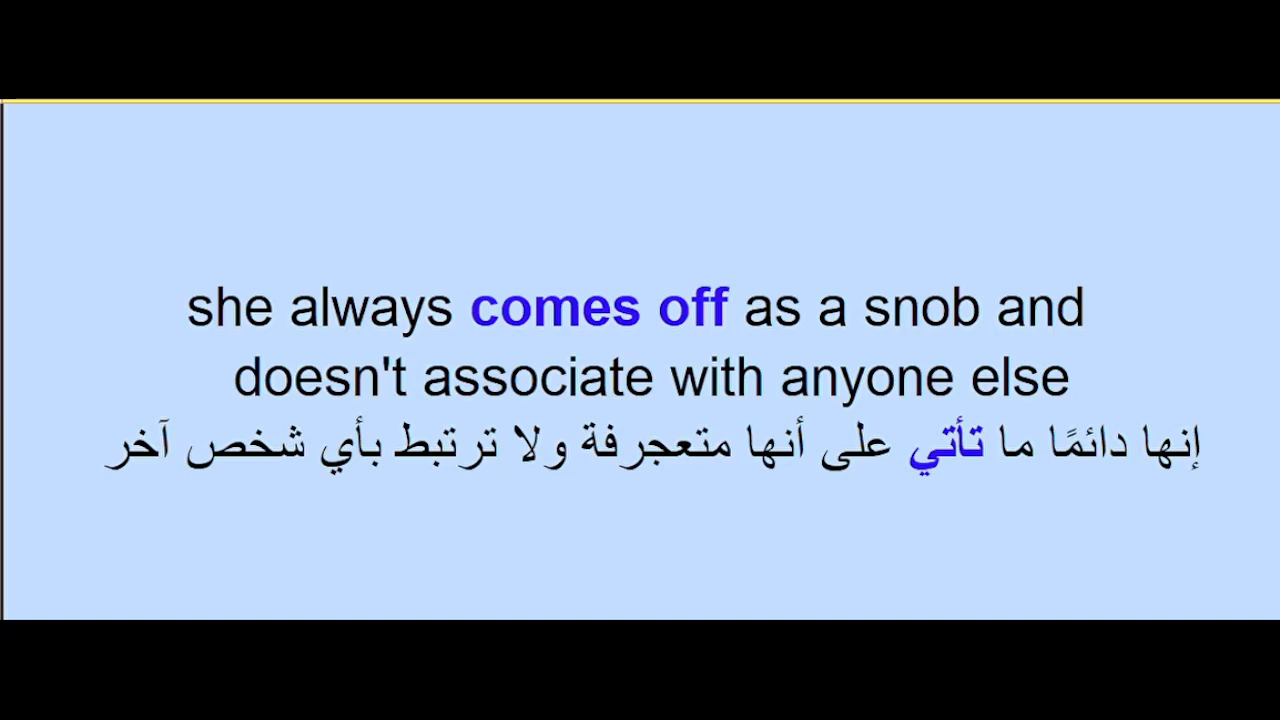 she always comes off as a snob and
doesn't associate with anyone else
إنها دائمًا ما تأتي على أنها متعجرفة ولا ترتبط بأي شخص آخر